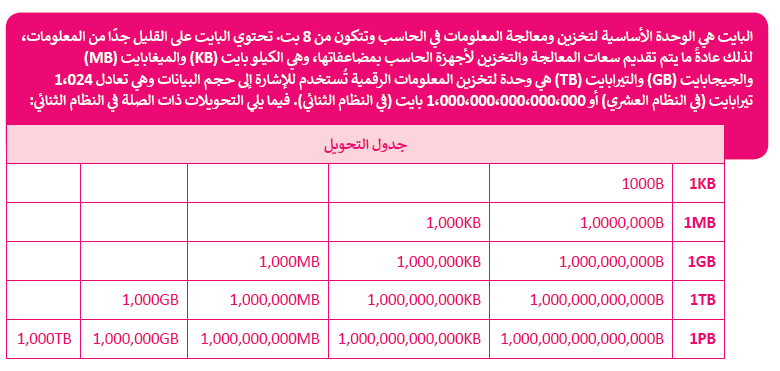 البايت هي الوحدة الأساسية لتخزين ومعالجة المعلومات في الحاسب وتتكون من 8 بت. تحتوي البايت على القليل جدًا من المعلومات،
لذلك عادةً ما يتم تقديم سعات المعالجة والتخزين لأجهزة الحاسب بمضاعفاتها، وهي الكيلو بايت (KB) والميغابايت (MB)
والجيجابايت (GB) والتيرابايت (TB) هي وحدة لتخزين المعلومات الرقمية تُستخدم للإشارة إلى حجم البيانات وهي تعادل 1،024
تيرابايت (في النظام العشري) أو 1،000،000،000،000،000 بايت (في النظام الثنائي). فيما يلي التحويلات ذات الصلة في النظام الثنائي:
جدول التحويل
1KB 1000B
1MB 1,0000,000B 1,000KB
1GB 1,000,000,000B 1,000,000KB 1,000MB
1TB 1,000,000,000,000B 1,000,000,000KB 1,000,000MB 1,000GB
1PB 1,000,000,000,000,000B 1,000,000,000,000KB 1,000,000,000MB 1,000,000GB 1,000TB